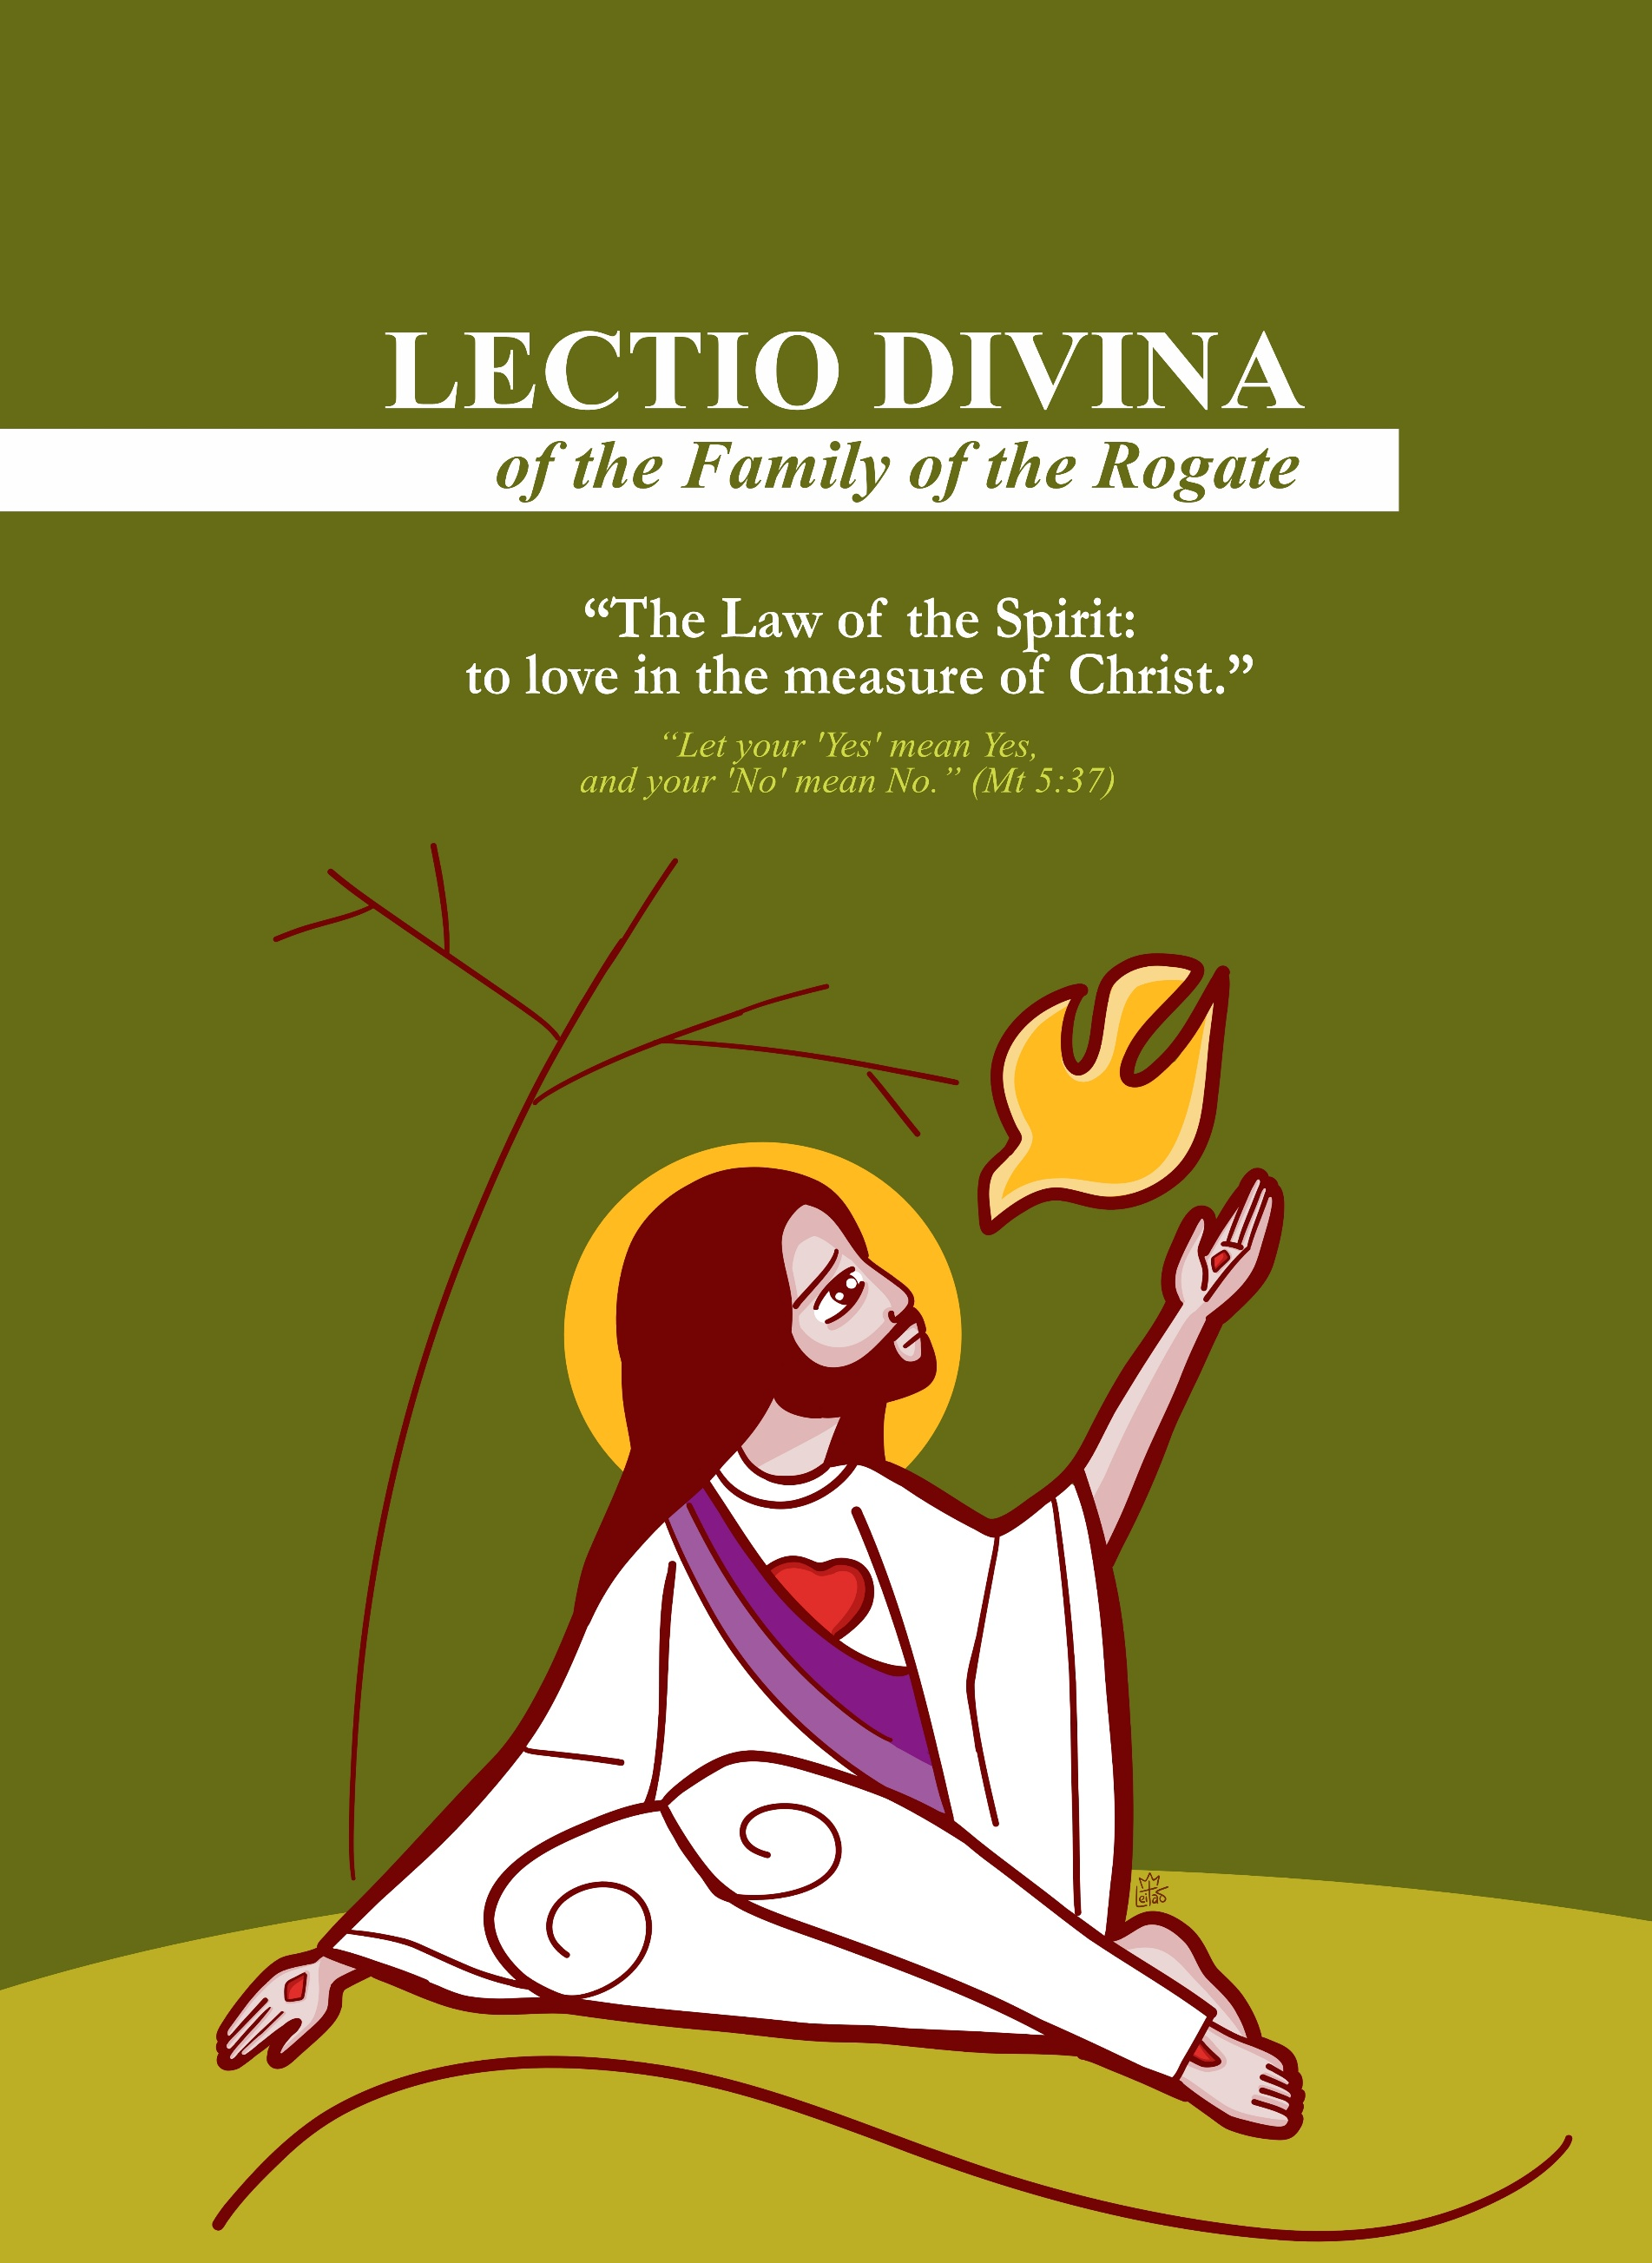 LECTIO DIVINA
of the Family of the Rogate
“The Law of the Spirit:
to love in the measure of Christ.”
“Let your 'Yes' mean Yes,
and your 'No' mean No.” (Mt 5:37)
Leitas